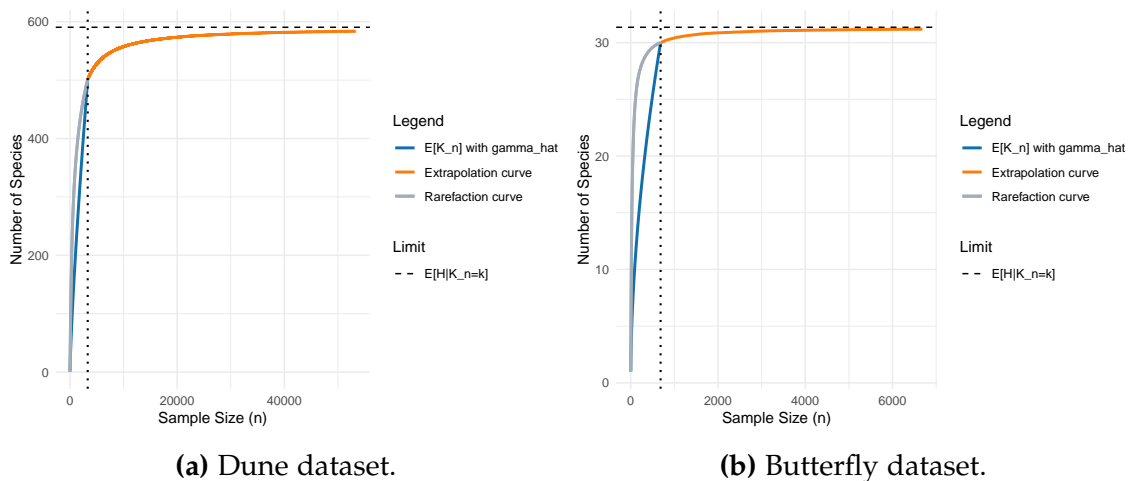 600
400
200
0
Number of Species
0
20000
40000
Sample Size (n)
Legend
E[K_n] with gamma_hat
Extrapolation curve
Rarefaction curve
Limit
E[H|K_n=k]
(a) Dune dataset.
30
20
10
0
Number of Species
0
2000
4000
6000
Sample Size (n)
Legend
E[K_n] with gamma_hat
Extrapolation curve
Rarefaction curve
Limit
E[H|K_n=k]
(b) Butterfly dataset.